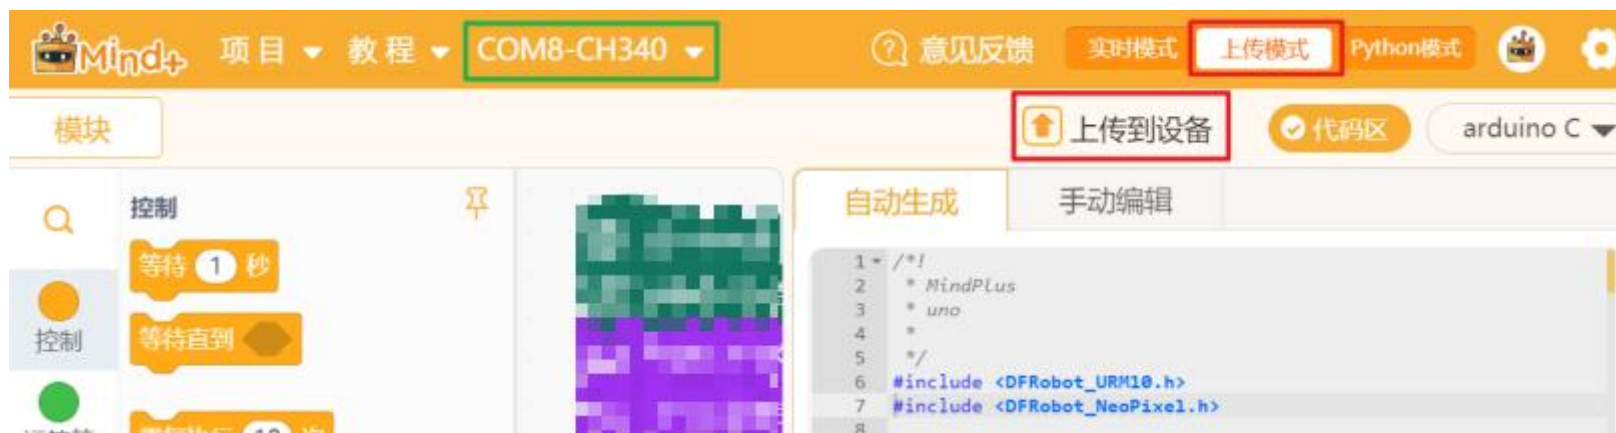 Mind+ 项目 教程 COM8-CH340 意见反馈 实时模式 上传模式 Python模式
模块 上传到设备 代码区 arduino C
控制
等待 1 秒
控制
等待直到
自动生成 手动编辑
1 /*!
2 * MindPlus
3 * uno
4 *
5 */
6 #include <DFRobot_URM10.h>
7 #include <DFRobot_NeoPixel.h>
8